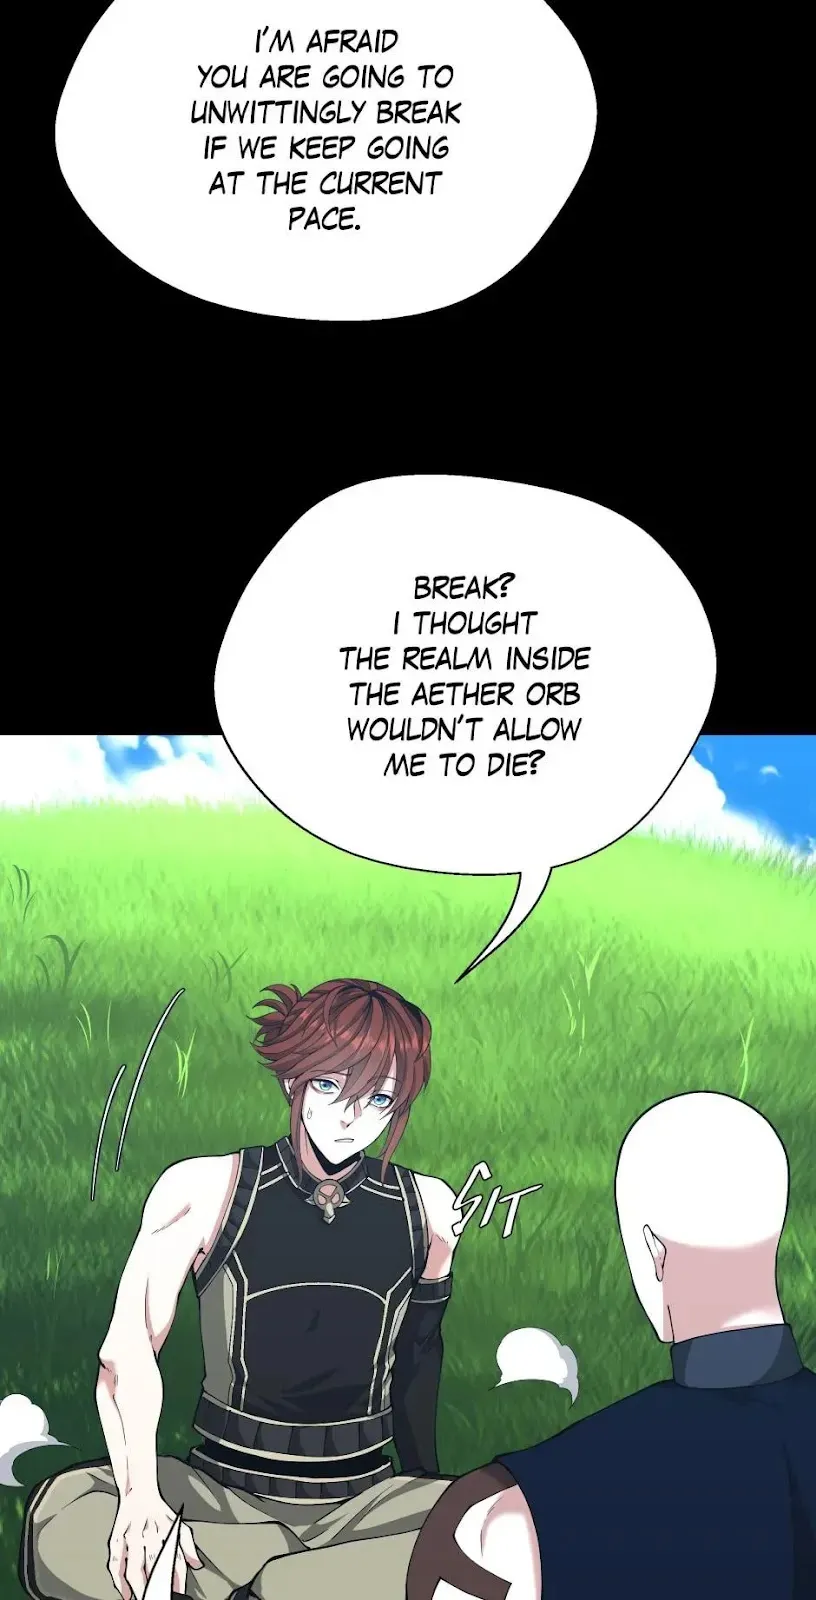 I'M AFRAID
YOU ARE GOING TO
UNWITTINGLY BREAK
IF WE KEEP GOING
AT THE CURRENT
PACE.
BREAK?
I THOUGHT
THE REALM INSIDE
THE AETHER ORB
WOULDN'T ALLOW
ME TO DIE?
SIT